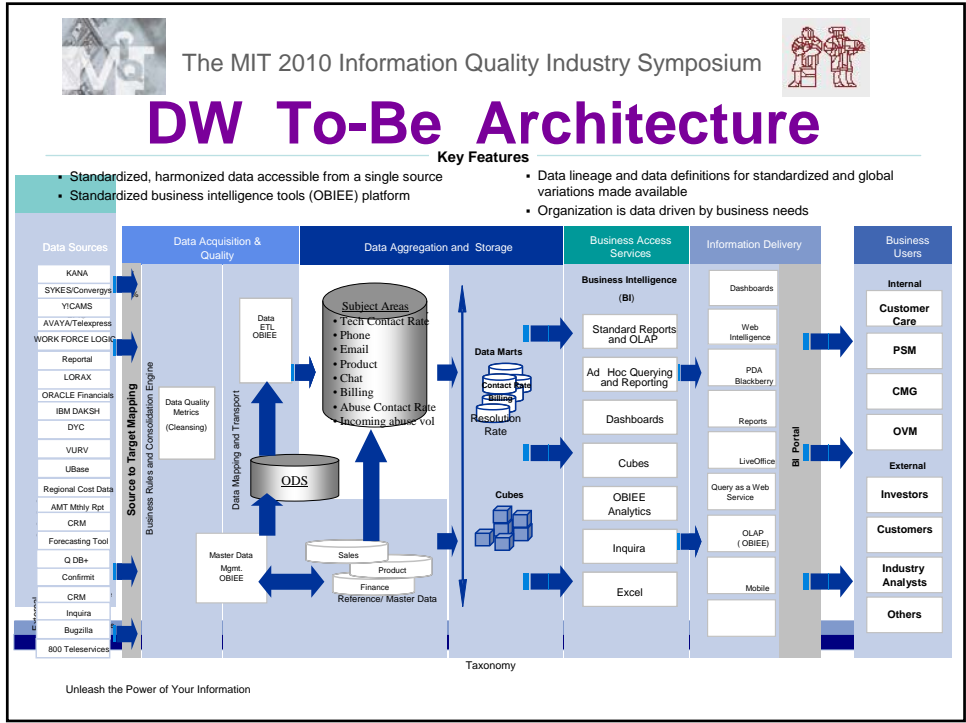 The MIT 2010 Information Quality Industry Symposium
DW To-Be Architecture
Key Features
▪ Standardized, harmonized data accessible from a single source
▪ Standardized business intelligence tools (OBIEE) platform
▪ Data lineage and data definitions for standardized and global
variations made available
▪ Organization is data driven by business needs
Data Sources
KANA
SYKES/Convergys
Y!CAMS
AVAYA/Telexpress
WORK FORCE LOGIC
Reportal
LORAX
ORACLE Financials
IBM DAKSH
DYC
VURV
UBase
Regional Cost Data
AMT Mthly Rpt
CRM
Forecasting Tool
Q DB+
Confirmit
CRM
Inquira
Bugzilla
800 Teleservices
External
Source to Target Mapping
%
Data Acquisition &
Quality
Business Rules and Consolidation Engine
Data Quality
Metrics
(Cleansing)
Data Mapping and Transport
Data
ETL
OBIEE
ODS
Master Data
Mgmt.
OBIEE
Data Aggregation and Storage
Subject Areas
• Tech Contact Rate
• Phone
• Email
• Product
• Chat
• Billing
• Abuse Contact Rate
• Incoming abuse vol
Sales
Product
Finance
Reference/ Master Data
Data Marts
Contact Rate
Billing
Resolution
Rate
Cubes
Business Access
Services
Business Intelligence
(BI)
Standard Reports
and OLAP
Ad Hoc Querying
and Reporting
Dashboards
Cubes
OBIEE
Analytics
Inquira
Excel
Information Delivery
Dashboards
Web
Intelligence
PDA
Blackberry
Reports
LiveOffice
Query as a Web
Service
OLAP
( OBIEE)
Mobile
BI Portal
Business
Users
Internal
Customer
Care
PSM
CMG
OVM
External
Investors
Customers
Industry
Analysts
Others
Taxonomy
Unleash the Power of Your Information